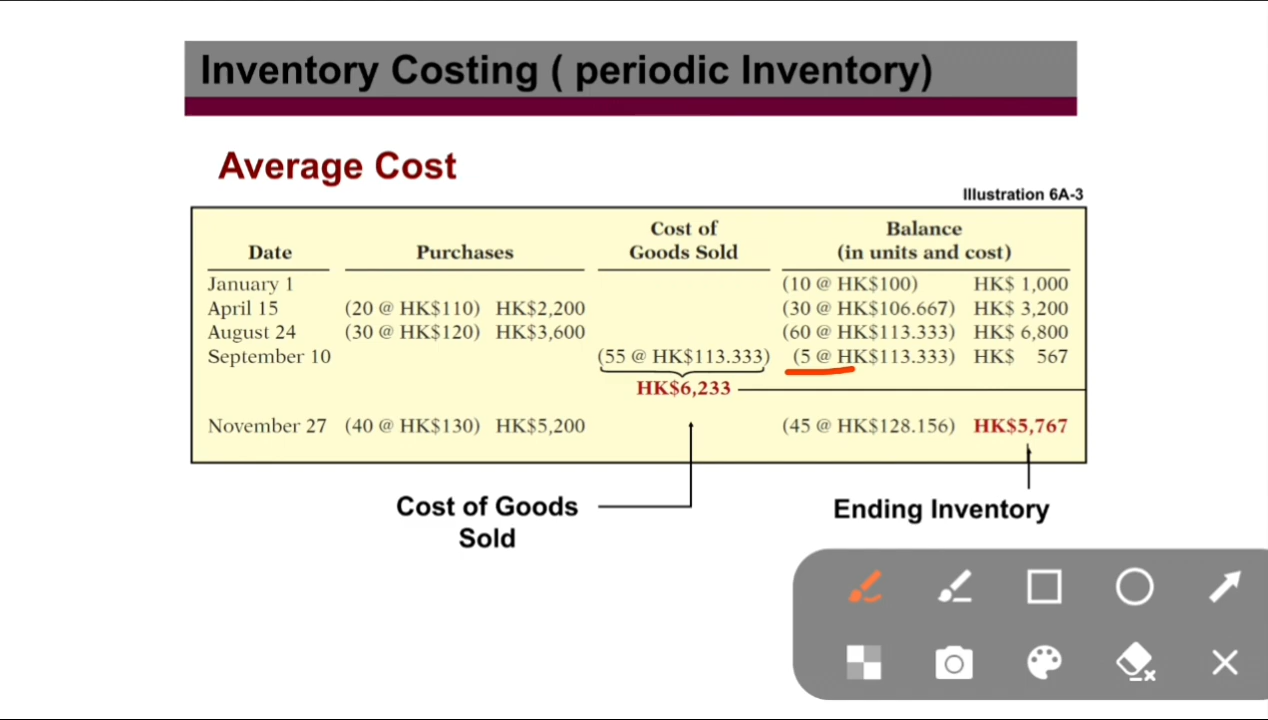 Inventory Costing ( periodic Inventory)
Average Cost
Illustration 6A-3
Cost of Balance
Date Purchases Goods Sold (in units and cost)
January 1 (10 @ HK$100) HK$ 1,000
April 15 (20 @ HK$110) HK$2,200 (30 @ HK$106.667) HK$ 3,200
August 24 (30 @ HK$120) HK$3,600 (60 @ HK$113.333) HK$ 6,800
September 10 (55 @ HK$113.333) (5 @ HK$113.333) HK$ 567
HK$6,233
November 27 (40 @ HK$130) HK$5,200 (45 @ HK$128.156) HK$5,767
Cost of Goods Ending Inventory
Sold